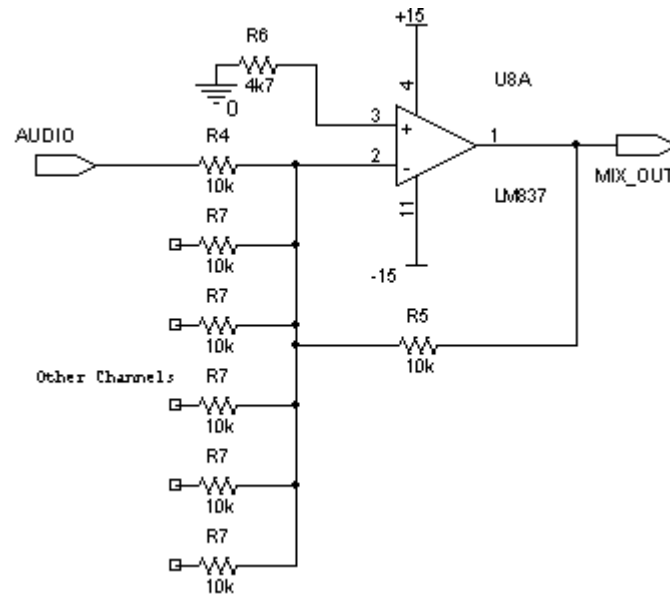 +15
R6
4k7
0
4
U8A
3
+
AUDIO
R4
10k
2
-
1
MIX_OUT
LM837
11
-15
R7
10k
R7
10k
R5
10k
Other Channels
R7
10k
R7
10k
R7
10k